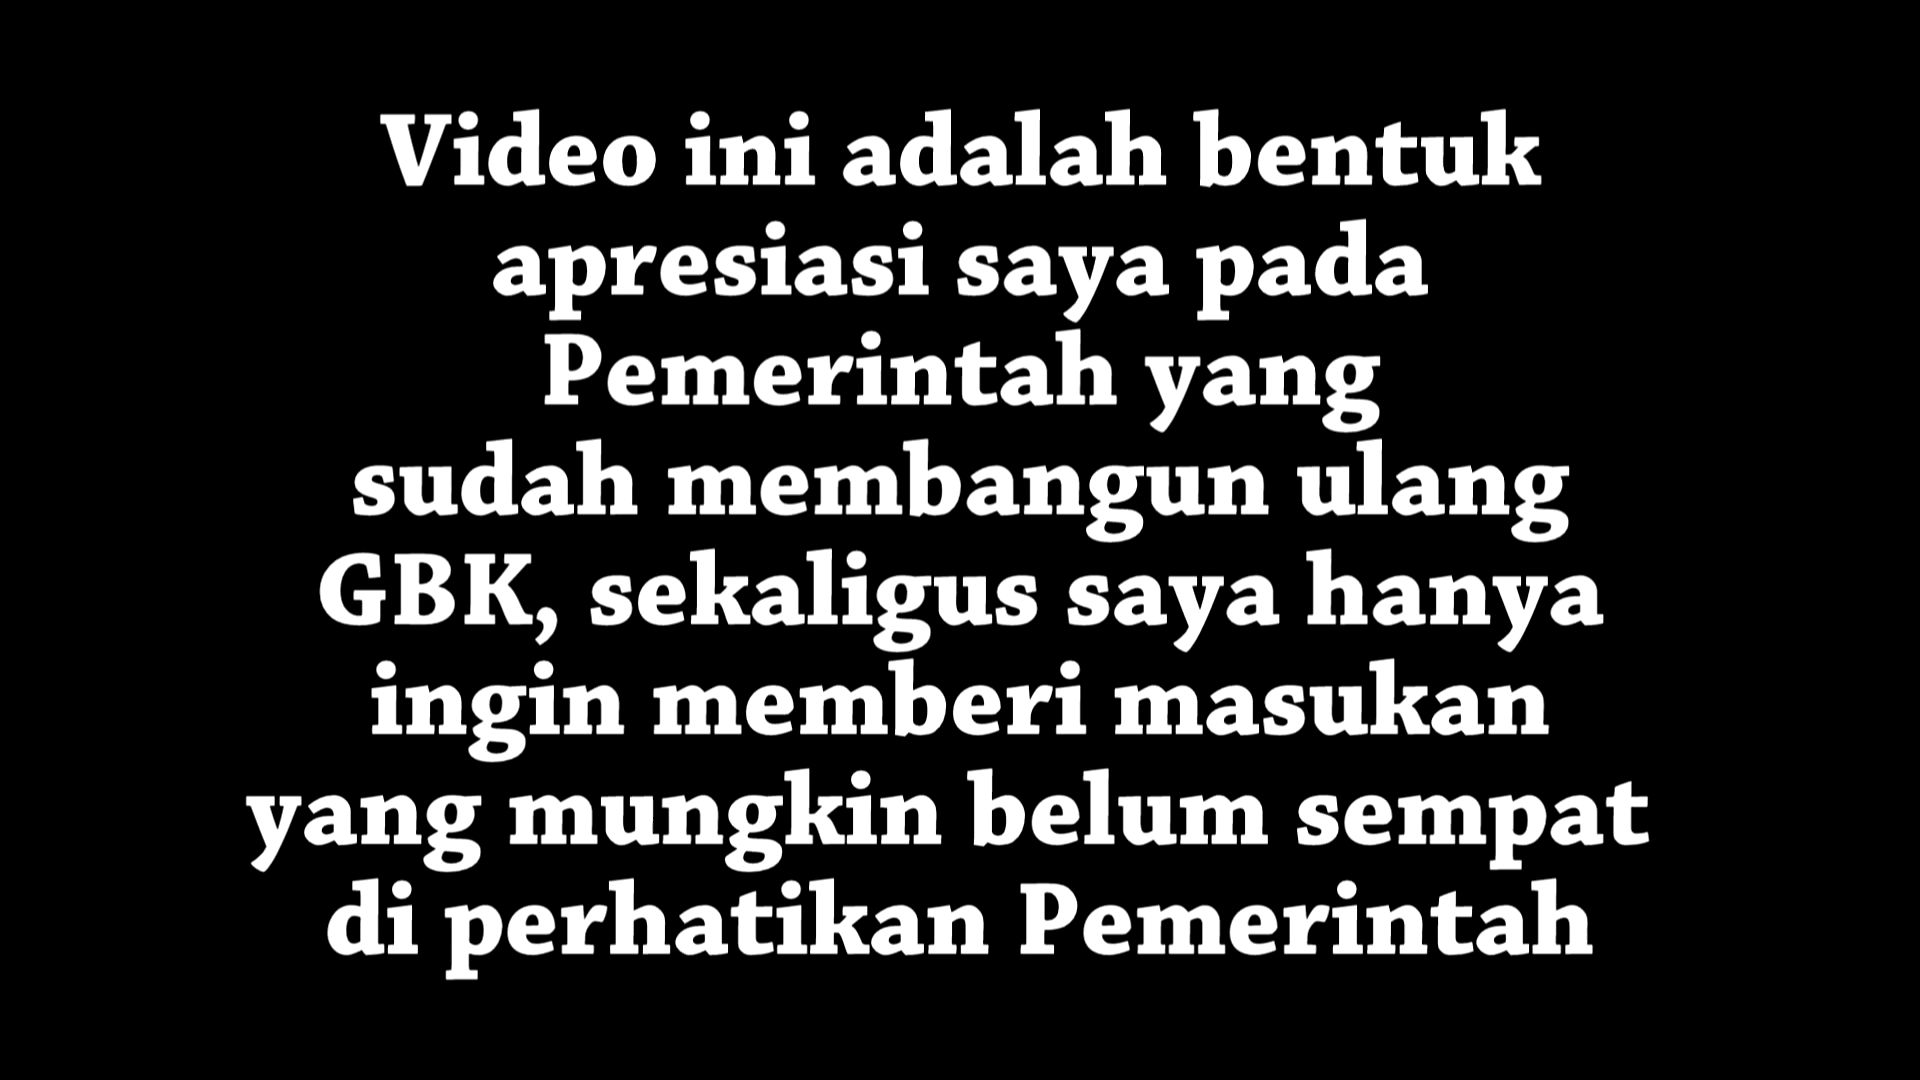 Video ini adalah bentuk
apresiasi saya pada
Pemerintah yang
sudah membangun ulang
GBK, sekaligus saya hanya
ingin memberi masukan
yang mungkin belum sempat
di perhatikan Pemerintah